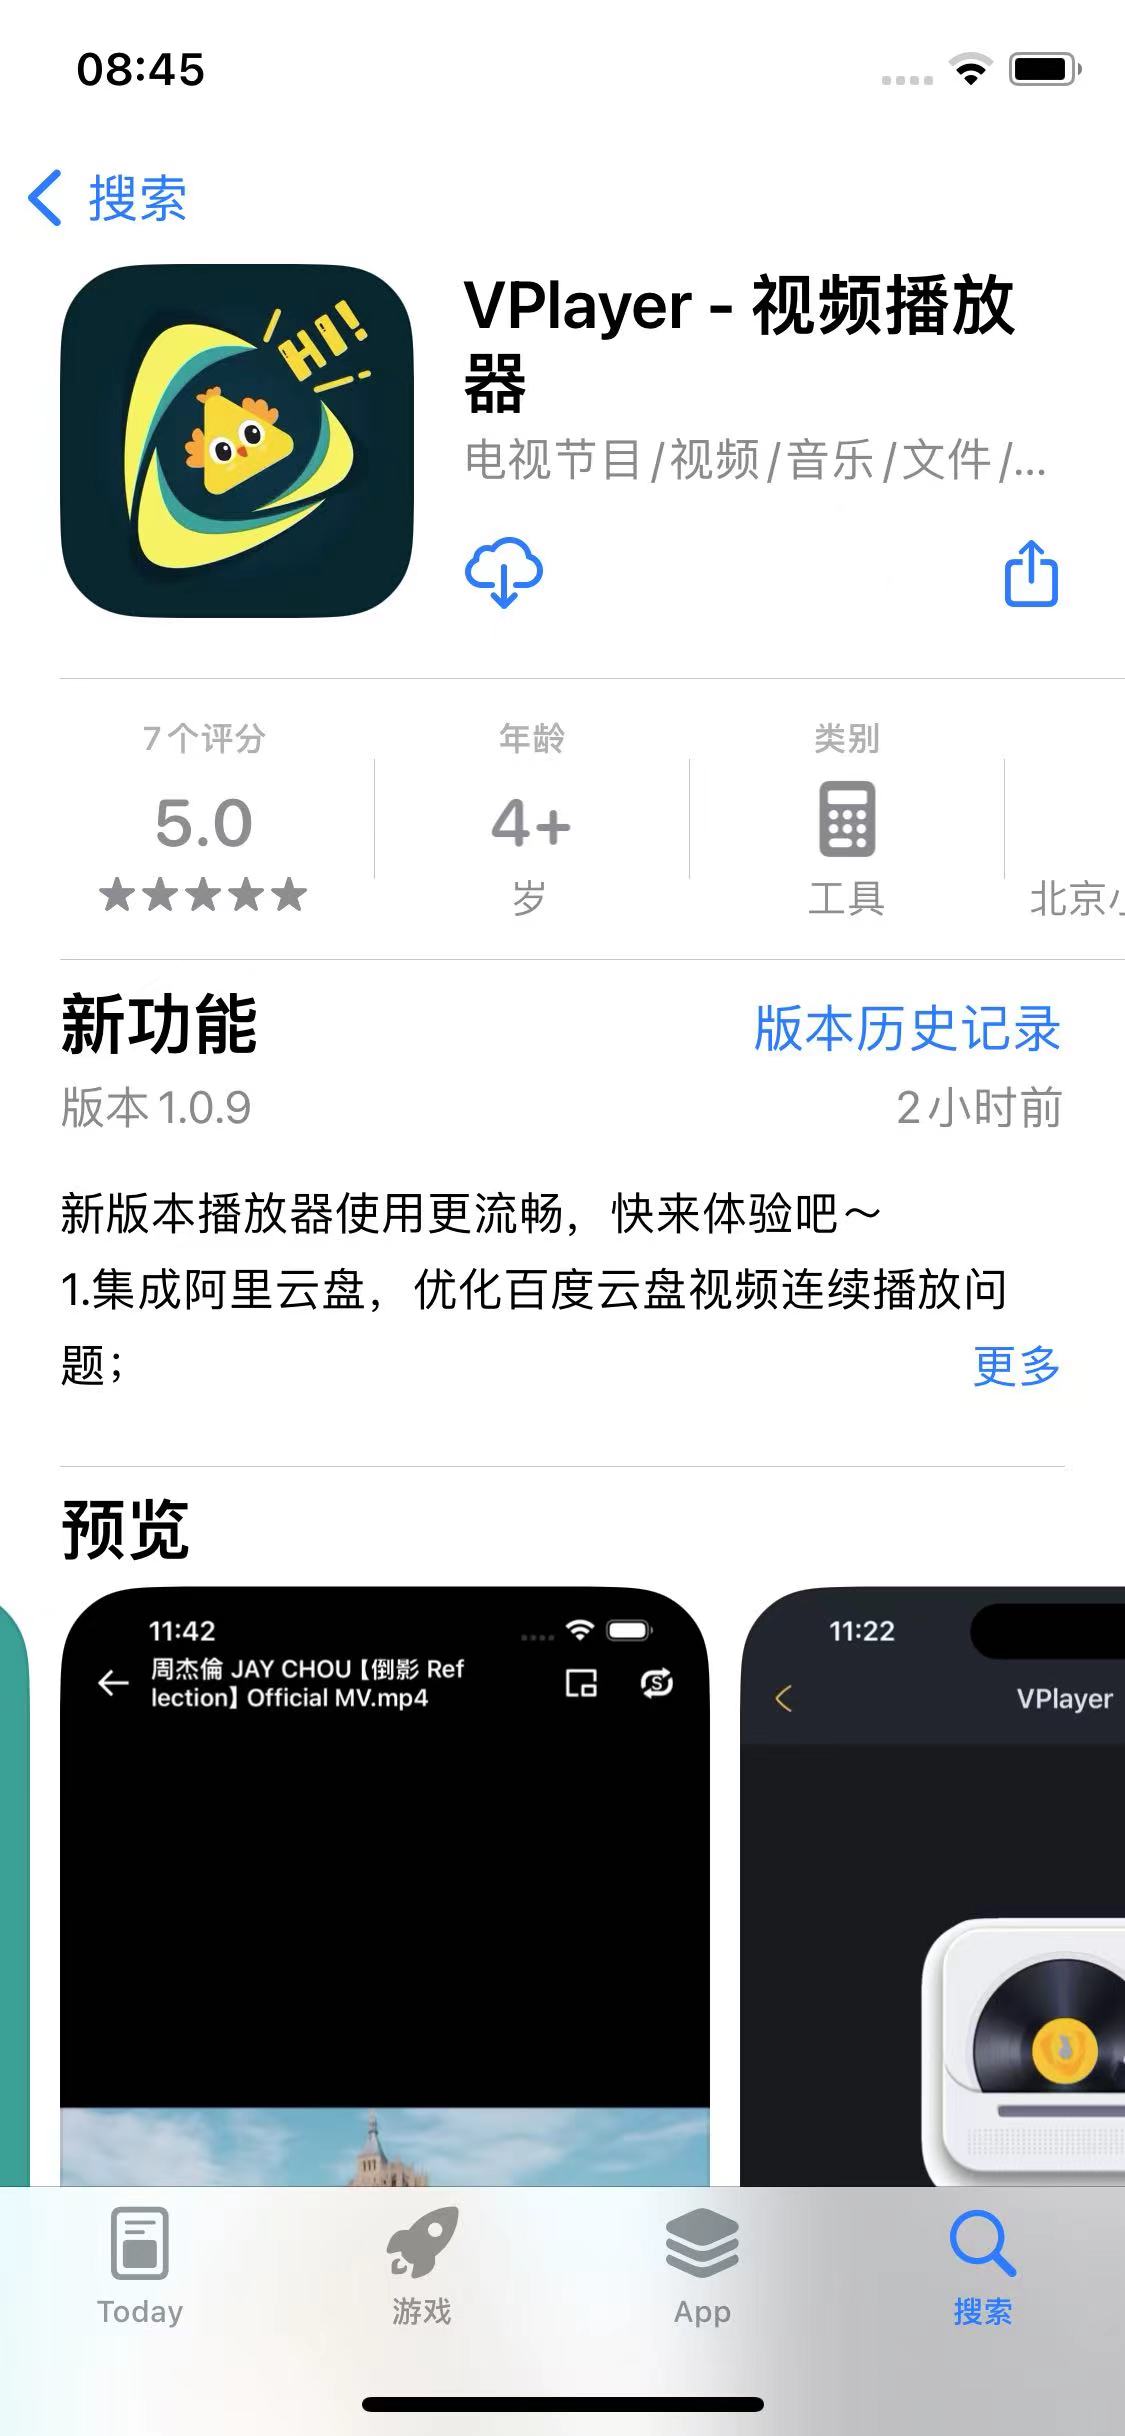 08:45
搜索
HI!
VPlayer - 视频播放
器
电视节目/视频/音乐/文件/...
7个评分
年龄
类别
5.0
4+
岁
工具
北京小
新功能
版本历史记录
版本 1.0.9
2小时前
新版本播放器使用更流畅，快来体验吧～
1.集成阿里云盘，优化百度云盘视频连续播放问
题；
更多
预览
11:42
周杰倫 JAY CHOU【倒影 Ref
lection】Official MV.mp4
S
11:22
VPlayer
Today
游戏
App
搜索